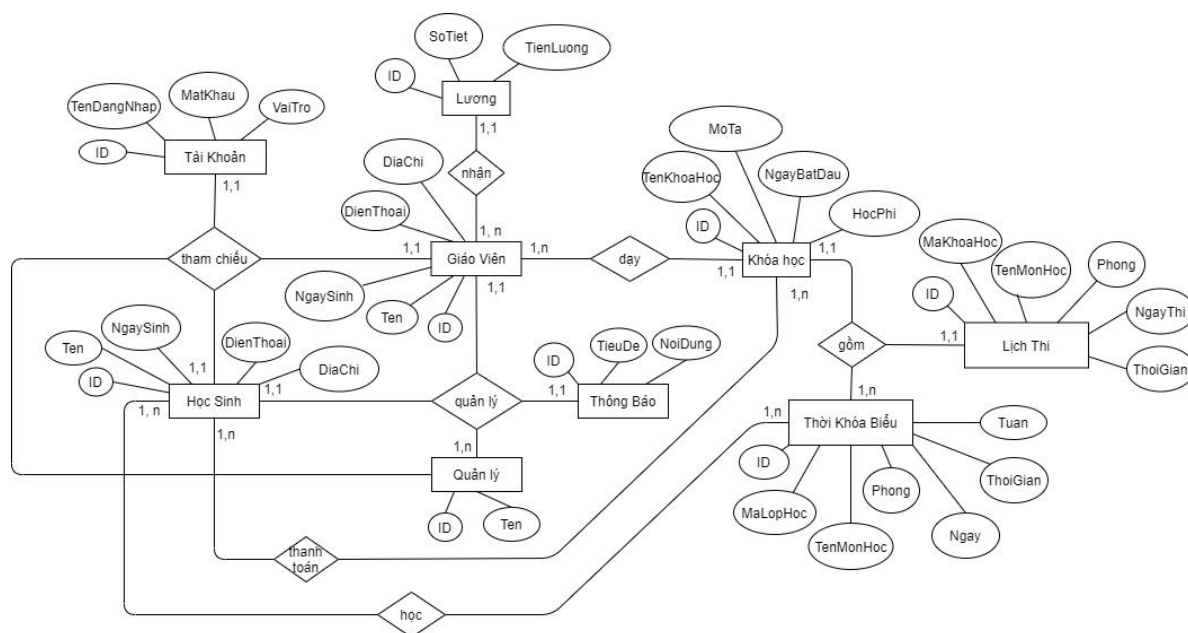 SoTiet
TienLuong
ID
Lương
1,1
nhận
1, n
TenDangNhap
MatKhau
VaiTro
ID
Tài Khoản
1,1
tham chiếu
DiaChi
DienThoai
1,1
Giáo Viên
1,n
1,1
NgaySinh
Ten
ID
dạy
MoTa
TenKhoaHoc
NgayBatDau
ID
HocPhi
1,1
Khóa học
1,1
1,n
MaKhoaHoc
TenMonHoc
Phong
ID
NgayThi
ThoiGian
1,1
Lịch Thi
gồm
NgaySinh
Ten
DienThoai
ID
DiaChi
1,1
1,1
Học Sinh
1, n
1,n
quản lý
TieuDe
NoiDung
ID
1,1
Thông Báo
1,n
Quản lý
ID
Ten
1,n
1,n
Thời Khóa Biểu
Tuan
ID
ThoiGian
Phong
MaLopHoc
Ngay
TenMonHoc
thanh
toán
học